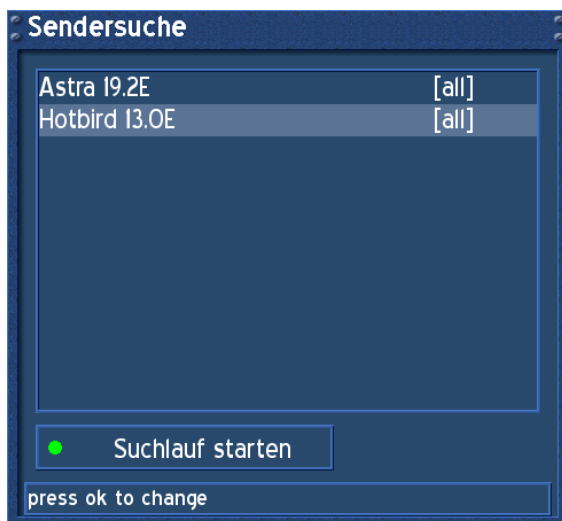 Sendersuche
Astra 19.2E [all]
Hotbird 13.0E [all]
Suchlauf starten
press ok to change